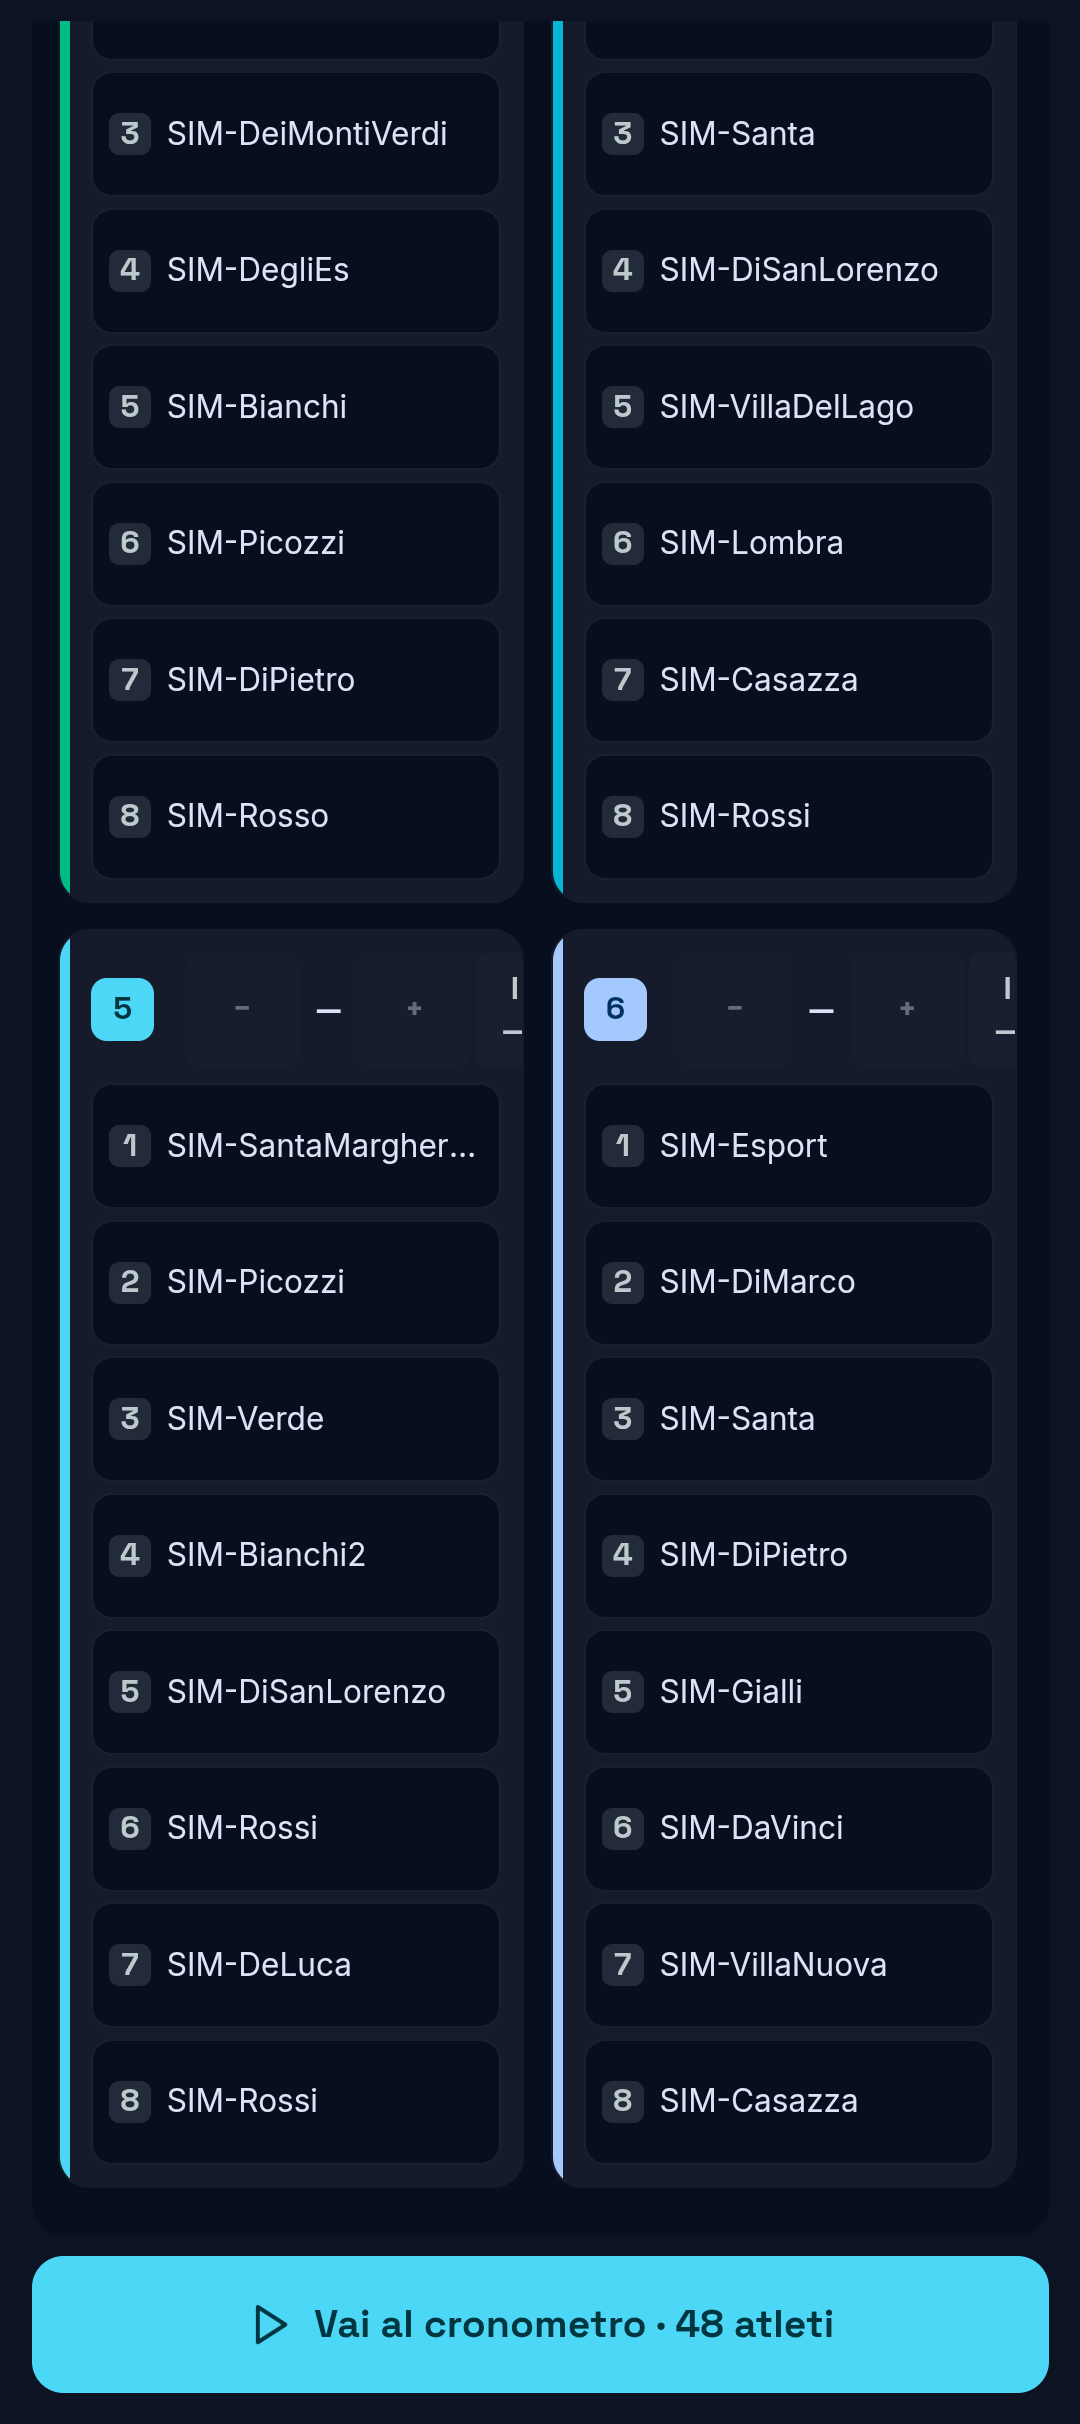 3 SIM-DeiMontiVerdi
4 SIM-DegliEs
5 SIM-Bianchi
6 SIM-Picozzi
7 SIM-DiPietro
8 SIM-Rosso
3 SIM-Santa
4 SIM-DiSanLorenzo
5 SIM-VillaDelLago
6 SIM-Lombra
7 SIM-Casazza
8 SIM-Rossi
5 - — +
1 SIM-SantaMargher...
2 SIM-Picozzi
3 SIM-Verde
4 SIM-Bianchi2
5 SIM-DiSanLorenzo
6 SIM-Rossi
7 SIM-DeLuca
8 SIM-Rossi
6 - — +
1 SIM-Esport
2 SIM-DiMarco
3 SIM-Santa
4 SIM-DiPietro
5 SIM-Gialli
6 SIM-DaVinci
7 SIM-VillaNuova
8 SIM-Casazza
Vai al cronometro · 48 atleti